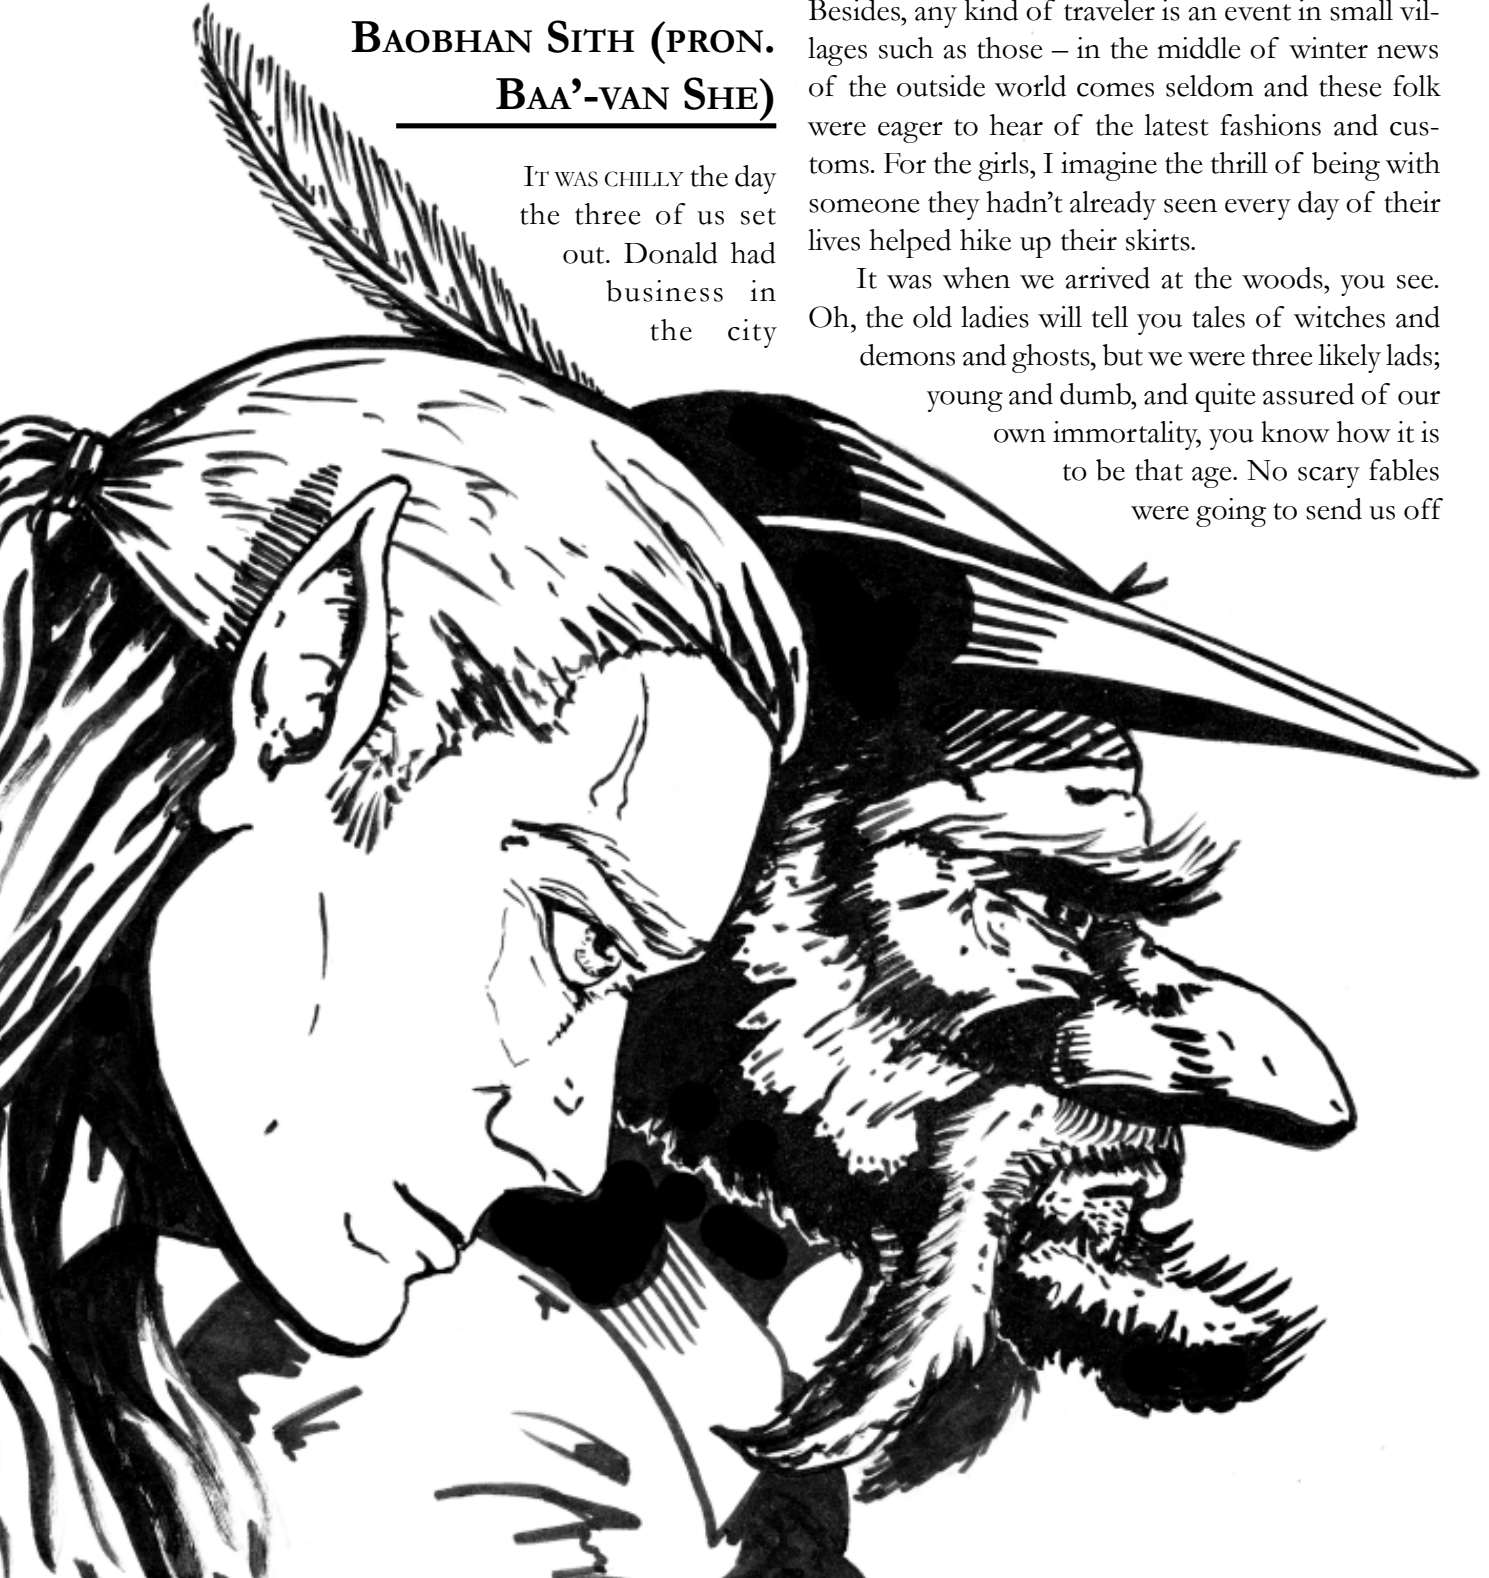 Baobhan Sith (pron.
Baa’-van She)
It was chilly the day
the three of us set
out. Donald had
business in
the city
Besides, any kind of traveler is an event in small vil-
lages such as those – in the middle of winter news
of the outside world comes seldom and these folk
were eager to hear of the latest fashions and cus-
toms. For the girls, I imagine the thrill of being with
someone they hadn’t already seen every day of their
lives helped hike up their skirts.
It was when we arrived at the woods, you see.
Oh, the old ladies will tell you tales of witches and
demons and ghosts, but we were three likely lads;
young and dumb, and quite assured of our
own immortality, you know how it is
to be that age. No scary fables
were going to send us off